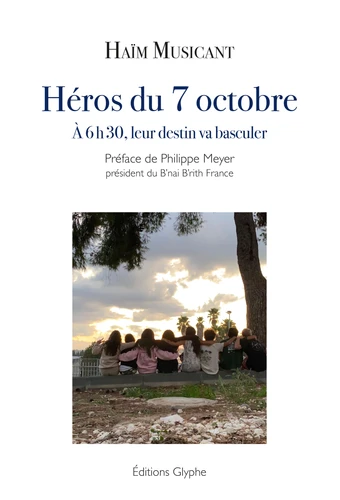 HAÏM MUSICANT
Héros du 7 octobre
À 6 h 30, leur destin va basculer
Préface de Philippe Meyer
président du B'nai B'rith France
Éditions Glyphe